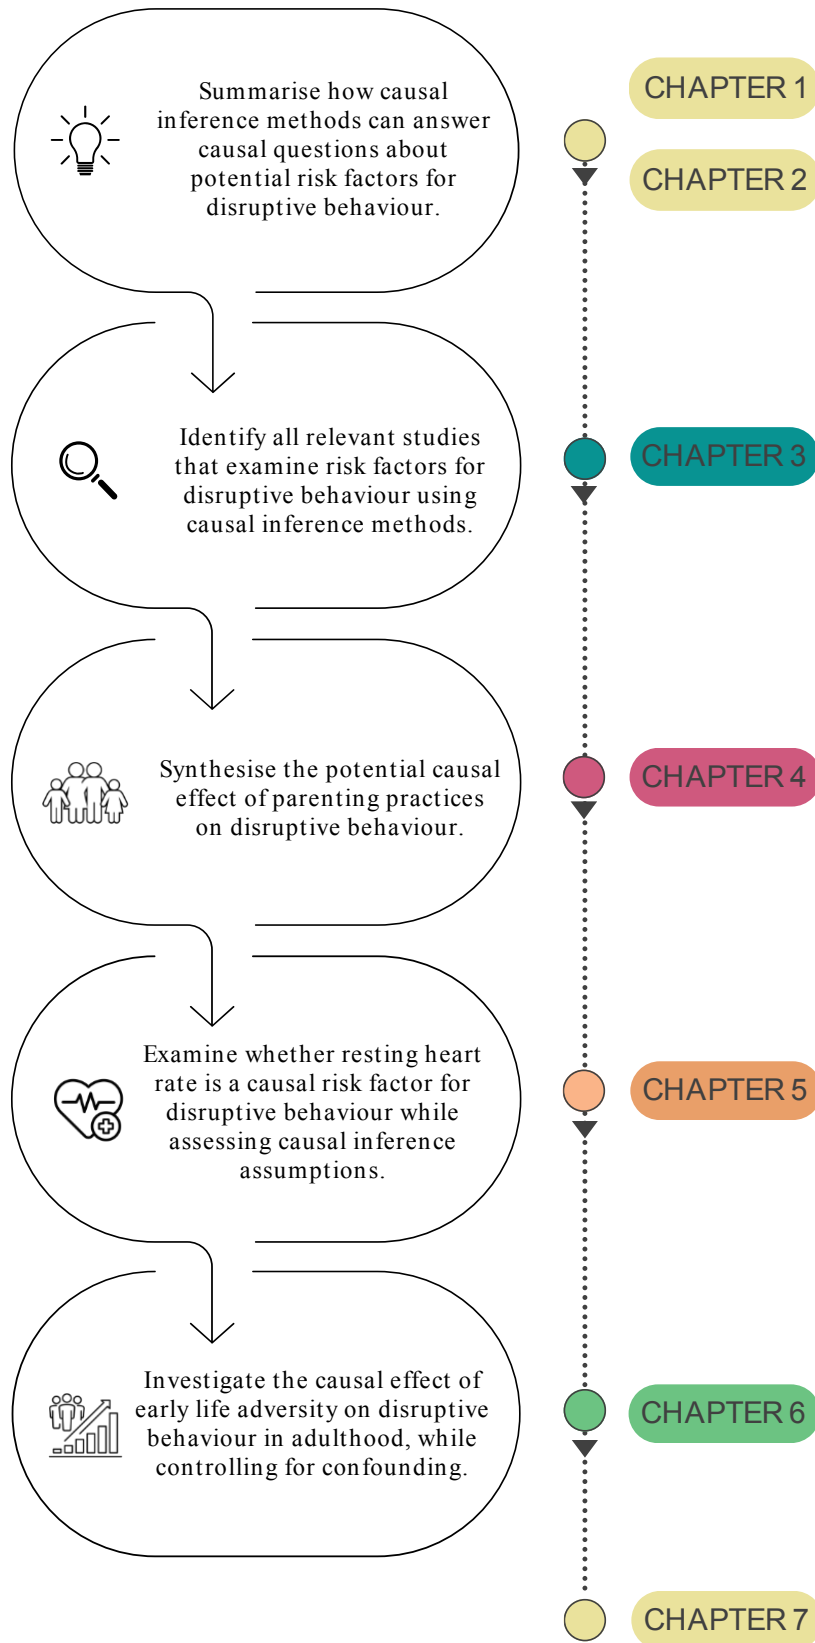 Summarise how causal
inference methods can answer
causal questions about
potential risk factors for
disruptive behaviour.
CHAPTER 1
CHAPTER 2
Identify all relevant studies
that examine risk factors for
disruptive behaviour using
causal inference methods.
CHAPTER 3
Synthesise the potential causal
effect of parenting practices
on disruptive behaviour.
CHAPTER 4
Examine whether resting heart
rate is a causal risk factor for
disruptive behaviour while
assessing causal inference
assumptions.
CHAPTER 5
Investigate the causal effect of
early life adversity on disruptive
behaviour in adulthood, while
controlling for confounding.
CHAPTER 6
CHAPTER 7